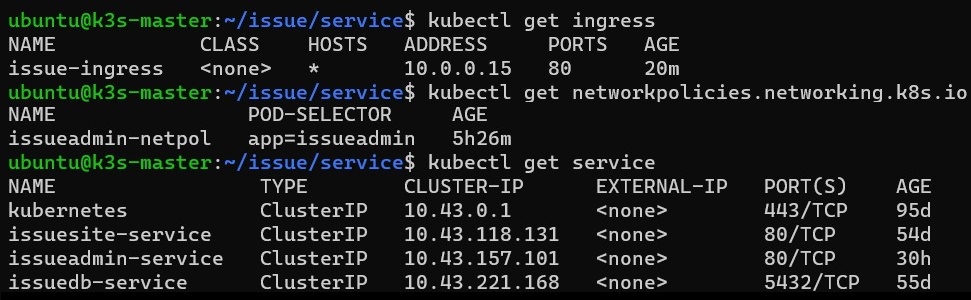 ubuntu@k3s-master:~/issue/service$ kubectl get ingress
NAME            CLASS    HOSTS   ADDRESS     PORTS   AGE
issue-ingress   <none>   *       10.0.0.15   80      20m
ubuntu@k3s-master:~/issue/service$ kubectl get networkpolicies.networking.k8s.io
NAME                POD-SELECTOR     AGE
issueadmin-netpol   app=issueadmin   5h26m
ubuntu@k3s-master:~/issue/service$ kubectl get service
NAME                 TYPE        CLUSTER-IP      EXTERNAL-IP   PORT(S)    AGE
kubernetes           ClusterIP   10.43.0.1       <none>        443/TCP    95d
issuesite-service    ClusterIP   10.43.118.131   <none>        80/TCP     54d
issueadmin-service   ClusterIP   10.43.157.101   <none>        80/TCP     30h
issuedb-service      ClusterIP   10.43.221.168   <none>        5432/TCP   55d